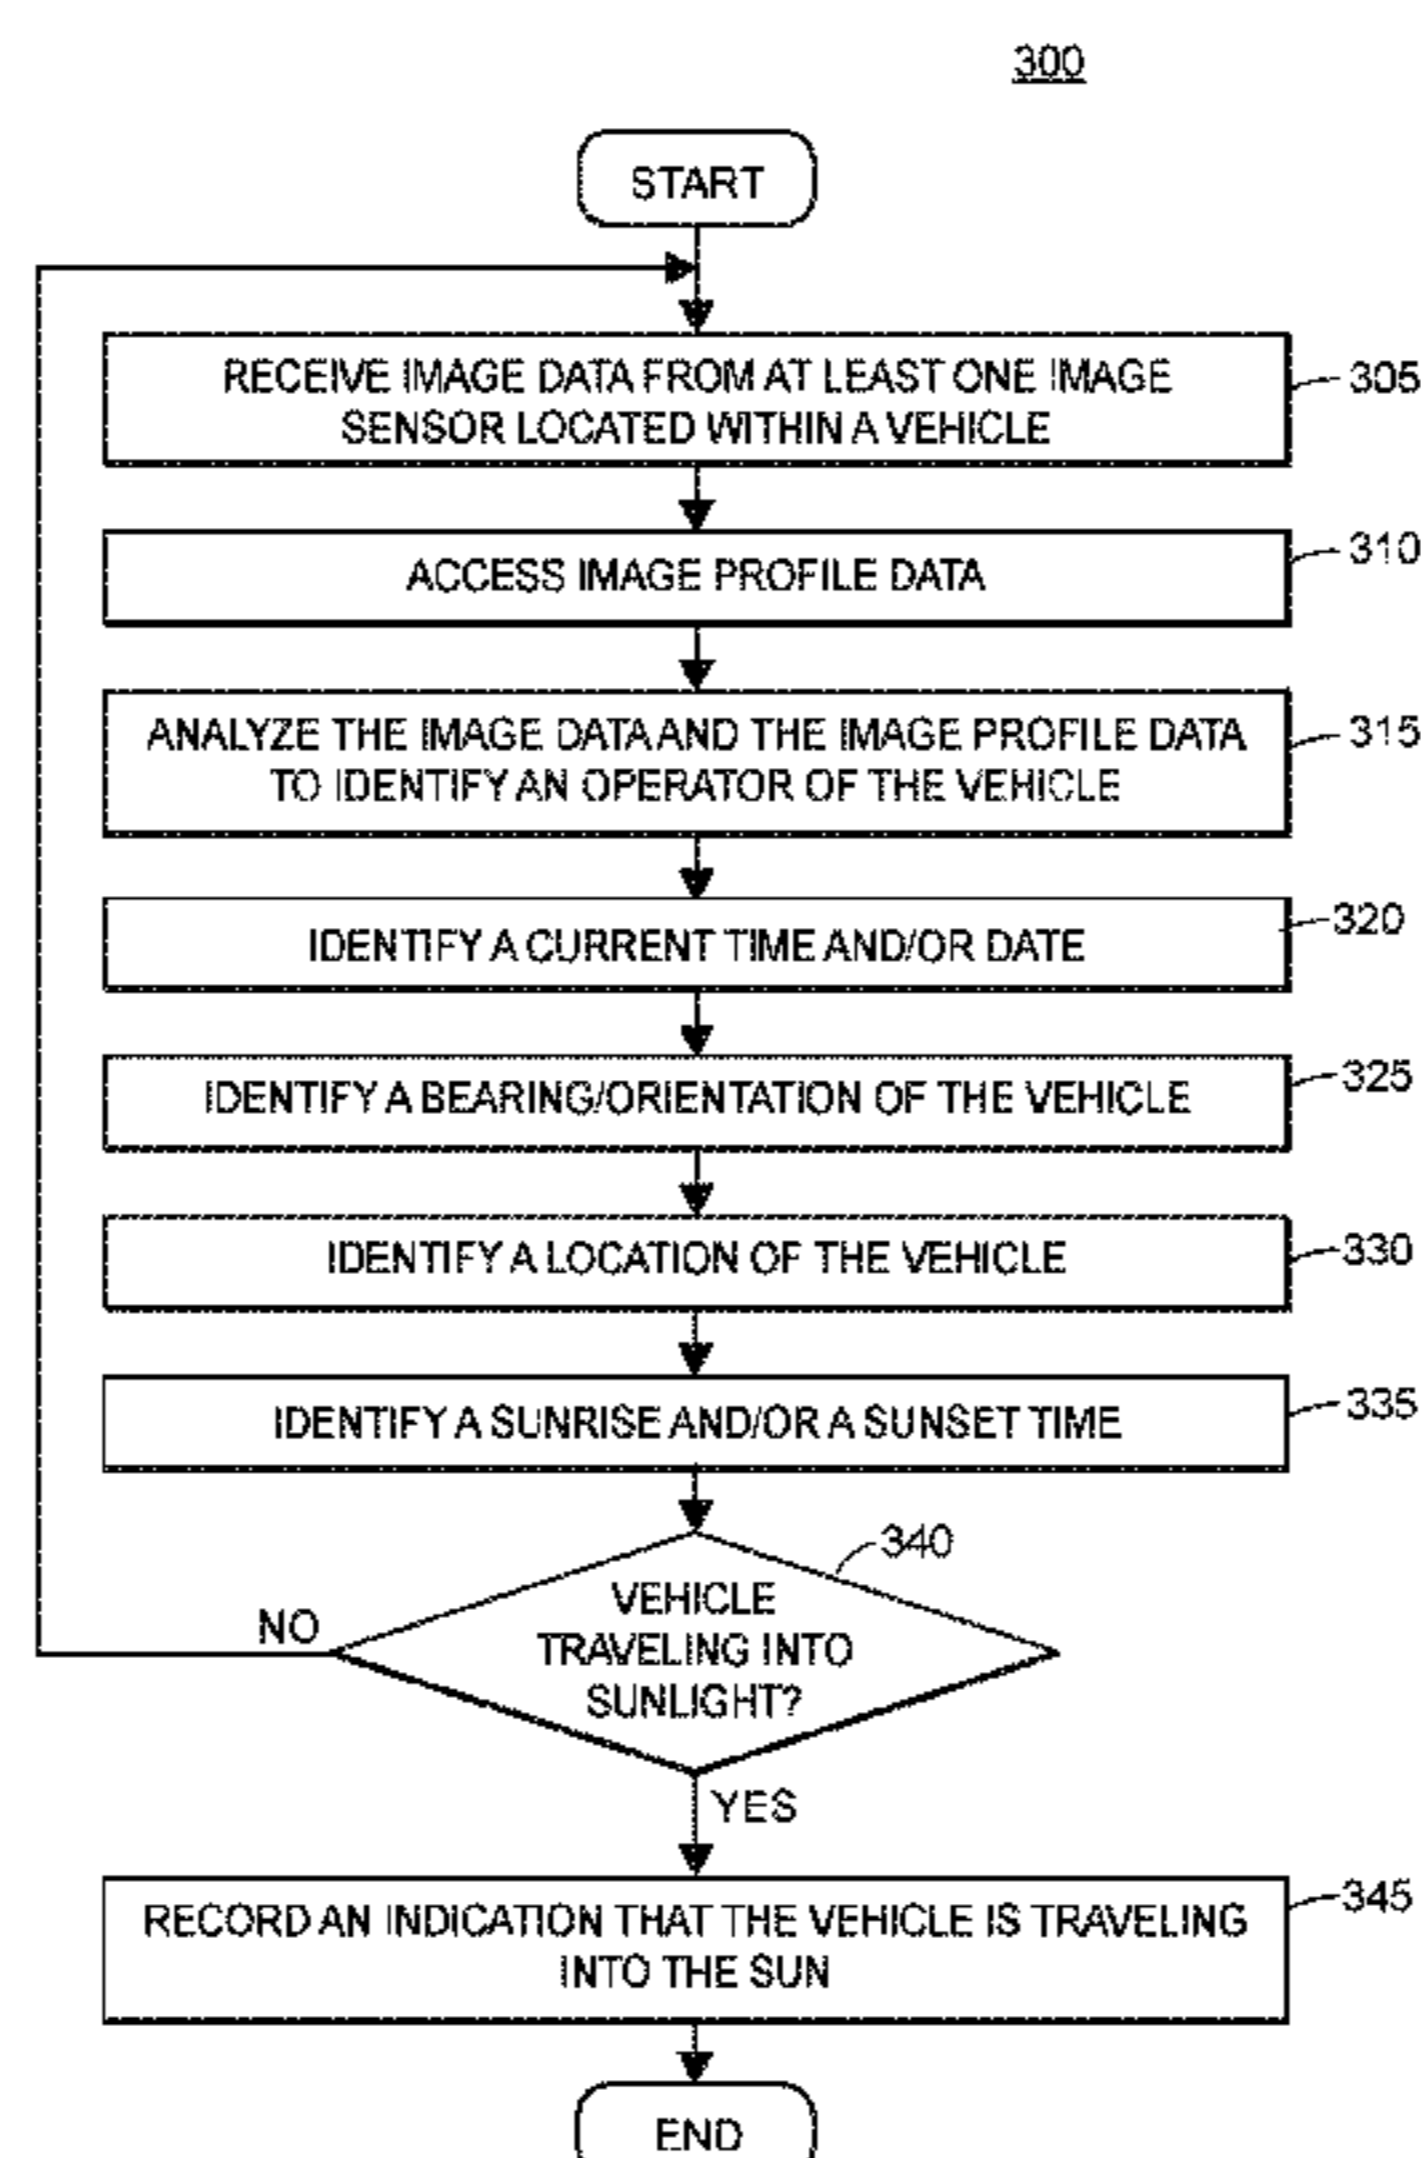 300
START
RECEIVE IMAGE DATA FROM AT LEAST ONE IMAGE
SENSOR LOCATED WITHIN A VEHICLE
305
ACCESS IMAGE PROFILE DATA
310
ANALYZE THE IMAGE DATA AND THE IMAGE PROFILE DATA
TO IDENTIFY AN OPERATOR OF THE VEHICLE
315
IDENTIFY A CURRENT TIME AND/OR DATE
320
IDENTIFY A BEARING/ORIENTATION OF THE VEHICLE
325
IDENTIFY A LOCATION OF THE VEHICLE
330
IDENTIFY A SUNRISE AND/OR A SUNSET TIME
335
340
VEHICLE
TRAVELING INTO
SUNLIGHT?
NO
YES
RECORD AN INDICATION THAT THE VEHICLE IS TRAVELING
INTO THE SUN
345
END